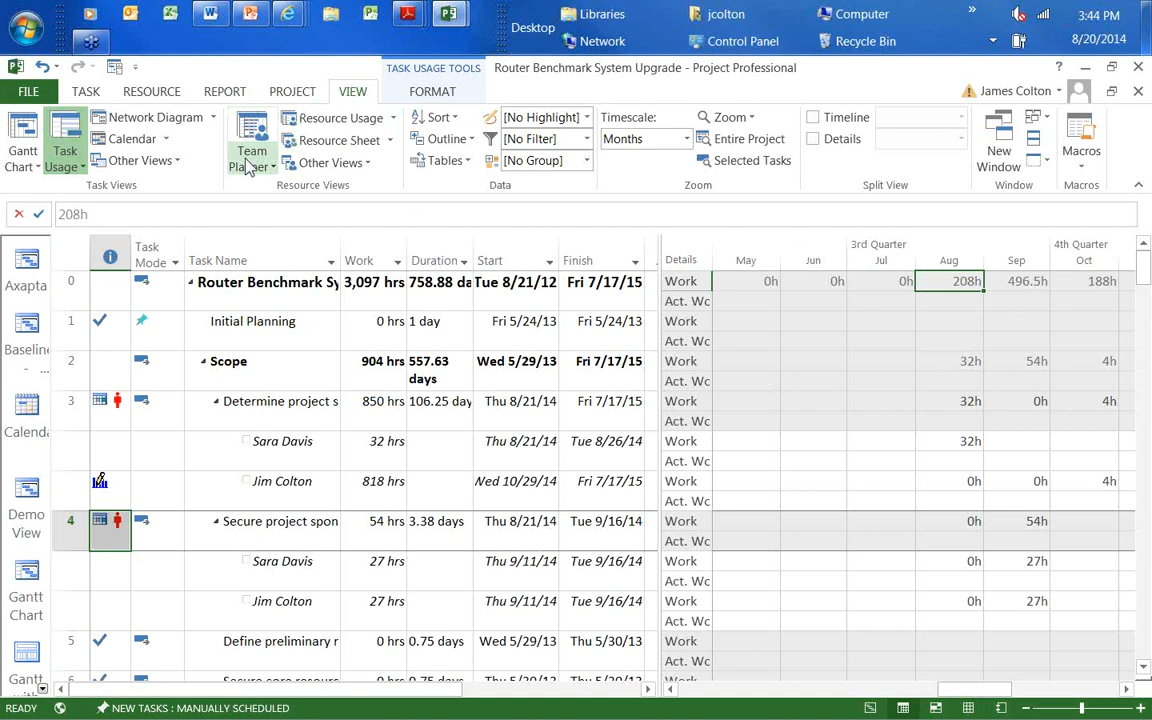 Libraries
jcolton
Computer
»
3:44 PM
Desktop
Network
Control Panel
Recycle Bin
8/20/2014
TASK USAGE TOOLS
Router Benchmark System Upgrade - Project Professional
FILE
TASK
RESOURCE
REPORT
PROJECT
VIEW
FORMAT
James Colton
Gantt Chart
Task Usage
Network Diagram
Calendar
Other Views
Task Views
Team Planner
Resource Usage
Resource Sheet
Other Views
Resource Views
Sort
Outline
Tables
[No Highlight]
[No Filter]
[No Group]
Data
Timescale:
Months
Zoom
Entire Project
Selected Tasks
Zoom
Timeline
Details
Split View
New Window
Window
Macros
Macros
208h
Task Mode
Task Name
Work
Duration
Start
Finish
Details
3rd Quarter
4th Quarter
May
Jun
Jul
Aug
Sep
Oct
0 Router Benchmark Sy 3,097 hrs 758.88 da Tue 8/21/12 Fri 7/17/15 Work 0h 0h 0h 208h 496.5h 188h
Act. Wc
1 Initial Planning 0 hrs 1 day Fri 5/24/13 Fri 5/24/13 Work
Act. Wc
2 Scope 904 hrs 557.63 days Wed 5/29/13 Fri 7/17/15 Work 32h 54h 4h
Act. Wc
3 Determine project s 850 hrs 106.25 day Thu 8/21/14 Fri 7/17/15 Work 32h 0h 4h
Act. Wc
Sara Davis 32 hrs Thu 8/21/14 Tue 8/26/14 Work 32h
Act. Wc
Jim Colton 818 hrs Wed 10/29/14 Fri 7/17/15 Work 0h 0h 4h
Act. Wc
4 Secure project spon 54 hrs 3.38 days Thu 8/21/14 Tue 9/16/14 Work 0h 54h
Act. Wc
Sara Davis 27 hrs Thu 9/11/14 Tue 9/16/14 Work 0h 27h
Act. Wc
Jim Colton 27 hrs Thu 9/11/14 Tue 9/16/14 Work 0h 27h
Act. Wc
5 Define preliminary r 0 hrs 0.75 days Wed 5/29/13 Thu 5/30/13 Work
Act. Wc
Axapta
Baseline
- ...
Calenda
Demo View
Gantt Chart
Gantt
READY
NEW TASKS : MANUALLY SCHEDULED